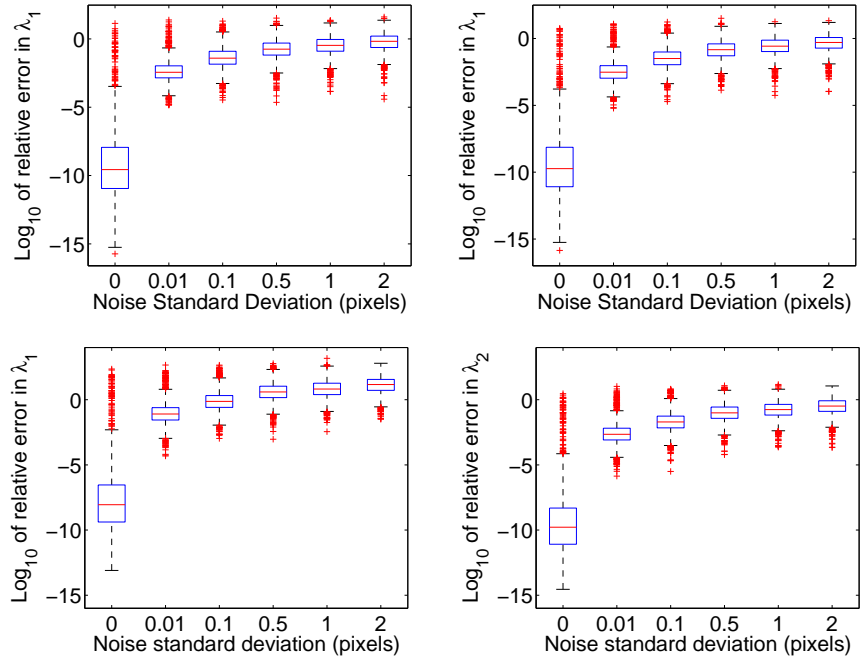 Log10 of relative error in λ1
0
−5
−10
−15
0 0.01 0.1 0.5 1 2
Noise Standard Deviation (pixels)
Log10 of relative error in λ1
0
−5
−10
−15
0 0.01 0.1 0.5 1 2
Noise Standard Deviation (pixels)
Log10 of relative error in λ1
0
−5
−10
−15
0 0.01 0.1 0.5 1 2
Noise standard deviation (pixels)
Log10 of relative error in λ2
0
−5
−10
−15
0 0.01 0.1 0.5 1 2
Noise standard deviation (pixels)